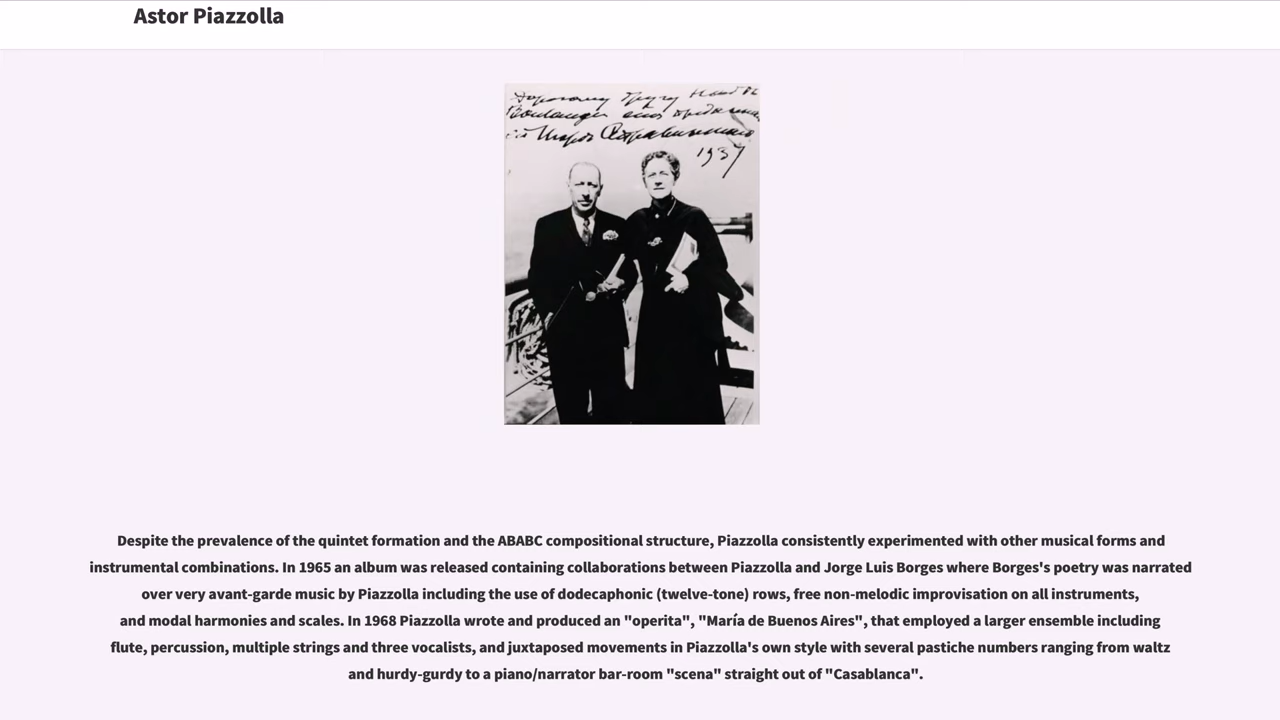 Astor Piazzolla
Дорогому другу
Boulanger
Игорь Стравинский
1937
Despite the prevalence of the quintet formation and the ABABC compositional structure, Piazzolla consistently experimented with other musical forms and
instrumental combinations. In 1965 an album was released containing collaborations between Piazzolla and Jorge Luis Borges where Borges's poetry was narrated
over very avant-garde music by Piazzolla including the use of dodecaphonic (twelve-tone) rows, free non-melodic improvisation on all instruments,
and modal harmonies and scales. In 1968 Piazzolla wrote and produced an "operita", "María de Buenos Aires", that employed a larger ensemble including
flute, percussion, multiple strings and three vocalists, and juxtaposed movements in Piazzolla's own style with several pastiche numbers ranging from waltz
and hurdy-gurdy to a piano/narrator bar-room "scena" straight out of "Casablanca".